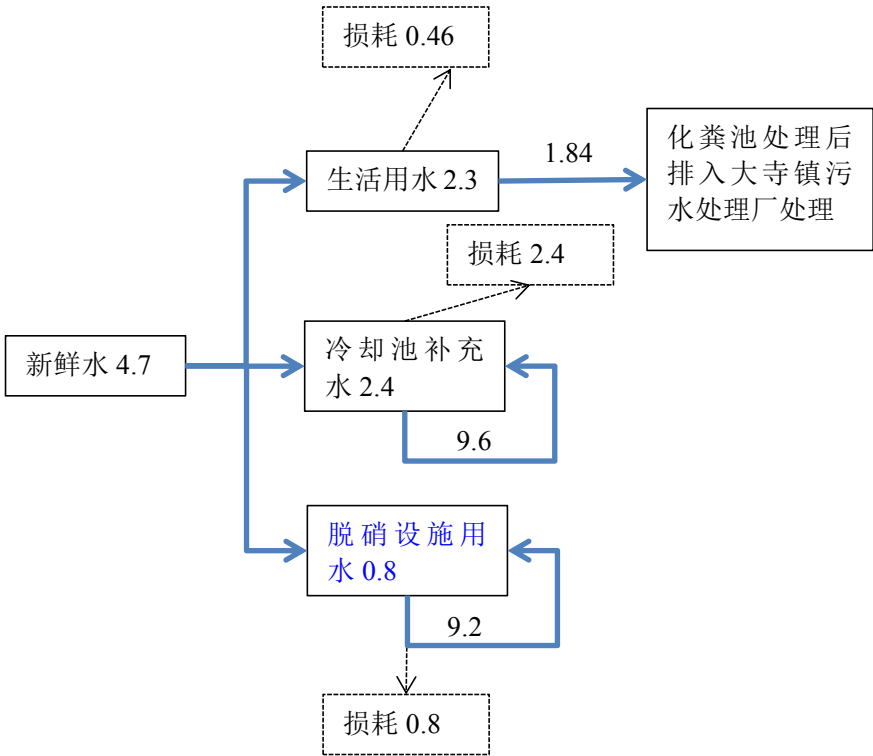 损耗 0.46
生活用水 2.3
1.84
化粪池处理后
排入大寺镇污
水处理厂处理
损耗 2.4
新鲜水 4.7
冷却池补充
水 2.4
9.6
脱硝设施用
水 0.8
9.2
损耗 0.8